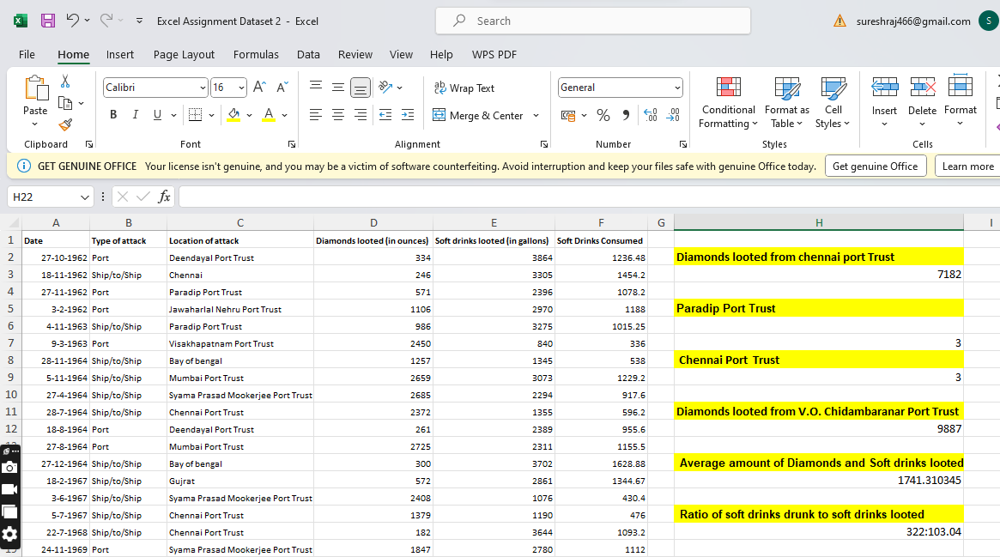 Excel Assignment Dataset 2 - Excel
Search
sureshraj466@gmail.com
S
File Home Insert Page Layout Formulas Data Review View Help WPS PDF
Calibri 16 A A Wrap Text General
Paste B I U A Merge & Center % Conditional Formatting Format as Table Cell Styles Insert Delete Format
Clipboard Font Alignment Number Styles Cells
GET GENUINE OFFICE Your license isn't genuine, and you may be a victim of software counterfeiting. Avoid interruption and keep your files safe with genuine Office today. Get genuine Office Learn more
H22 fx
A B C D E F G H I
1 Date Type of attack Location of attack Diamonds looted (in ounces) Soft drinks looted (in gallons) Soft Drinks Consumed
2 27-10-1962 Port Deendayal Port Trust 334 3864 1236.48 Diamonds looted from chennai port Trust
3 18-11-1962 Ship/to/Ship Chennai 246 3305 1454.2 7182
4 27-11-1962 Port Paradip Port Trust 571 2396 1078.2
5 3-2-1962 Port Jawaharlal Nehru Port Trust 1106 2970 1188 Paradip Port Trust
6 4-11-1963 Ship/to/Ship Paradip Port Trust 986 3275 1015.25
7 9-3-1963 Port Visakhapatnam Port Trust 2450 840 336 3
8 28-11-1964 Ship/to/Ship Bay of bengal 1257 1345 538 Chennai Port Trust
9 5-11-1964 Ship/to/Ship Mumbai Port Trust 2659 3073 1229.2 3
10 27-4-1964 Ship/to/Ship Syama Prasad Mookerjee Port Trust 2685 2294 917.6
11 28-7-1964 Ship/to/Ship Chennai Port Trust 2372 1355 596.2 Diamonds looted from V.O. Chidambaranar Port Trust
12 18-8-1964 Port Deendayal Port Trust 261 2389 955.6 9887
27-8-1964 Port Mumbai Port Trust 2725 2311 1155.5
27-12-1964 Ship/to/Ship Bay of bengal 300 3702 1628.88 Average amount of Diamonds and Soft drinks looted
18-2-1967 Ship/to/Ship Gujrat 572 2861 1344.67 1741.310345
3-6-1967 Ship/to/Ship Syama Prasad Mookerjee Port Trust 2408 1076 430.4
5-7-1967 Ship/to/Ship Chennai Port Trust 1379 1190 476 Ratio of soft drinks drunk to soft drinks looted
22-7-1968 Ship/to/Ship Chennai Port Trust 182 3644 1093.2 322:103.04
24-11-1969 Port Syama Prasad Mookerjee Port Trust 1847 2780 1112